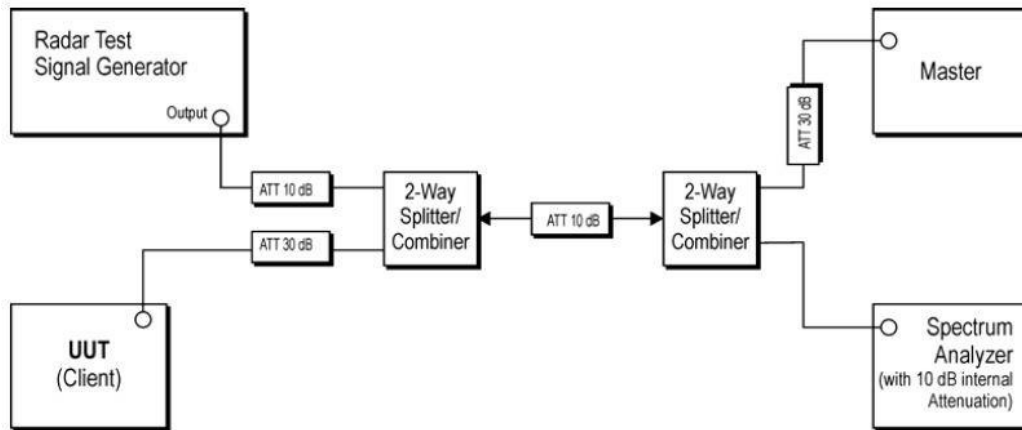 Radar Test
Signal Generator
Output
ATT 10 dB
ATT 30 dB
UUT
(Client)
2-Way
Splitter/
Combiner
ATT 10 dB
2-Way
Splitter/
Combiner
ATT 30 dB
Master
Spectrum
Analyzer
(with 10 dB internal
Attenuation)